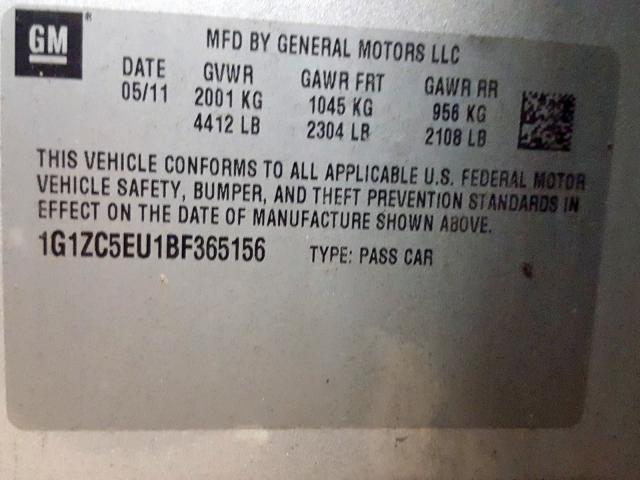 GM ®
MFD BY GENERAL MOTORS LLC
DATE GVWR GAWR FRT GAWR RR
05/11 2001 KG 1045 KG 956 KG
4412 LB 2304 LB 2108 LB
THIS VEHICLE CONFORMS TO ALL APPLICABLE U.S. FEDERAL MOTOR
VEHICLE SAFETY, BUMPER, AND THEFT PREVENTION STANDARDS IN
EFFECT ON THE DATE OF MANUFACTURE SHOWN ABOVE.
1G1ZC5EU1BF365156 TYPE: PASS CAR